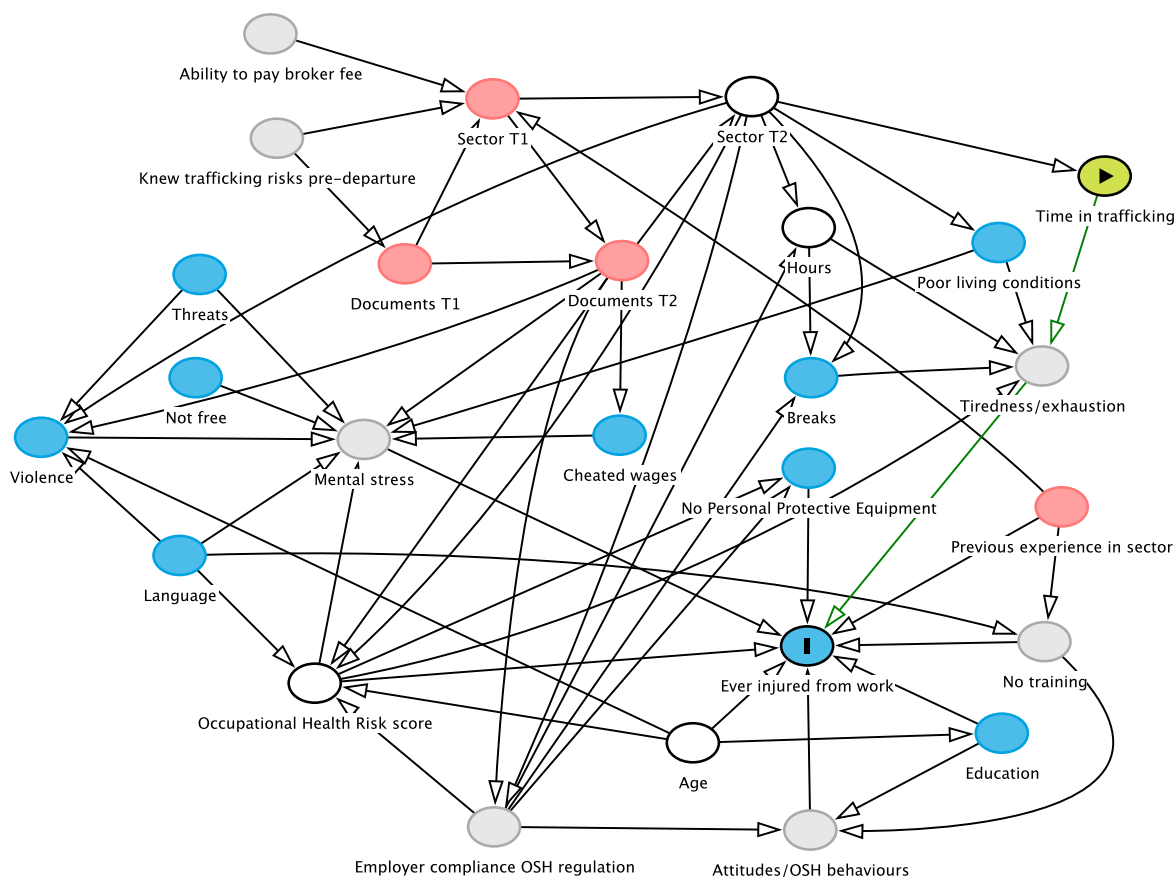 Ability to pay broker fee
Sector T1
Sector T2
Knew trafficking risks pre-departure
Time in trafficking
Hours
Poor living conditions
Documents T1
Documents T2
Threats
Not free
Breaks
Tiredness/exhaustion
Violence
Mental stress
Cheated wages
No Personal Protective Equipment
Previous experience in sector
Language
Ever injured from work
No training
Occupational Health Risk score
Age
Education
Employer compliance OSH regulation
Attitudes/OSH behaviours